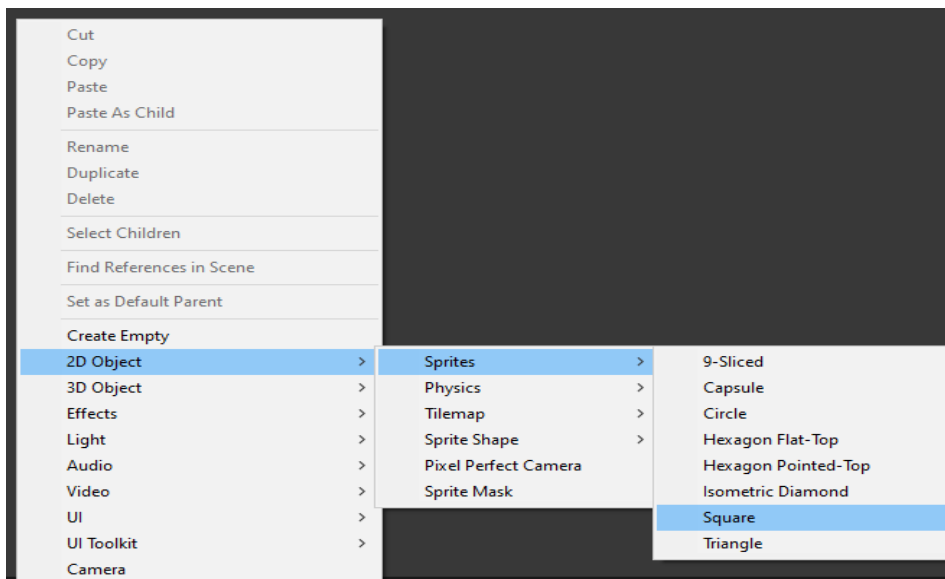 Cut
Copy
Paste
Paste As Child
Rename
Duplicate
Delete
Select Children
Find References in Scene
Set as Default Parent
Create Empty
2D Object
3D Object
Effects
Light
Audio
Video
UI
UI Toolkit
Camera
Sprites
Physics
Tilemap
Sprite Shape
Pixel Perfect Camera
Sprite Mask
9-Sliced
Capsule
Circle
Hexagon Flat-Top
Hexagon Pointed-Top
Isometric Diamond
Square
Triangle